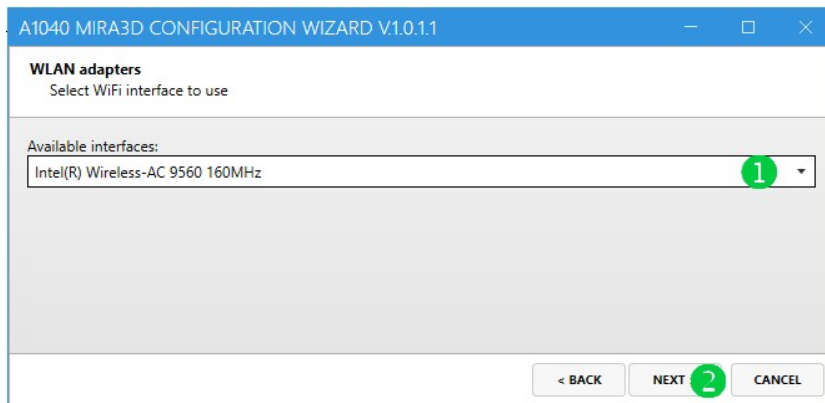 A1040 MIRA3D CONFIGURATION WIZARD V.1.0.1.1
WLAN adapters
Select WiFi interface to use
Available interfaces:
Intel(R) Wireless-AC 9560 160MHz
1
< BACK
NEXT
2
CANCEL